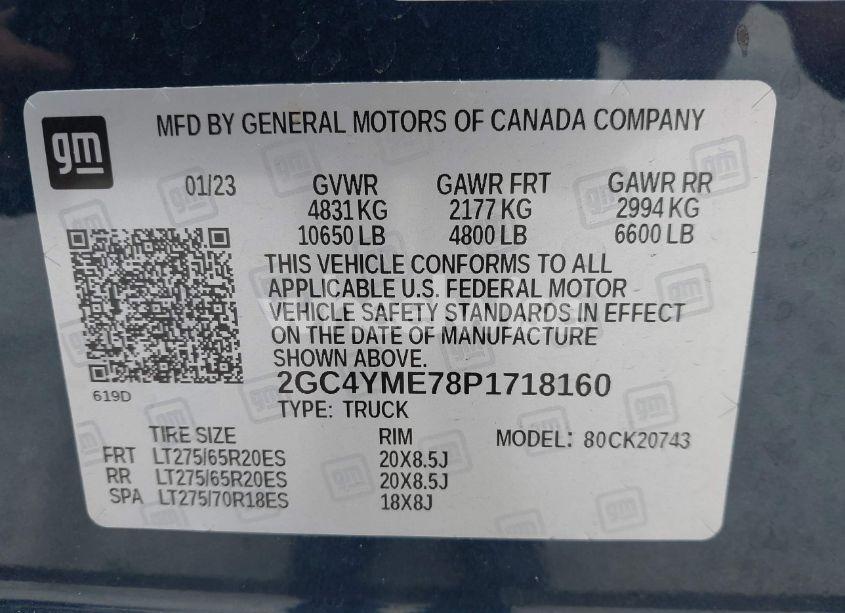 gm
MFD BY GENERAL MOTORS OF CANADA COMPANY
01/23 GVWR GAWR FRT GAWR RR
4831 KG 2177 KG 2994 KG
10650 LB 4800 LB 6600 LB
THIS VEHICLE CONFORMS TO ALL
APPLICABLE U.S. FEDERAL MOTOR
VEHICLE SAFETY STANDARDS IN EFFECT
ON THE DATE OF MANUFACTURE
SHOWN ABOVE.
619D
2GC4YME78P1718160
TYPE: TRUCK
TIRE SIZE RIM MODEL: 80CK20743
FRT LT275/65R20ES 20X8.5J
RR LT275/65R20ES 20X8.5J
SPA LT275/70R18ES 18X8J